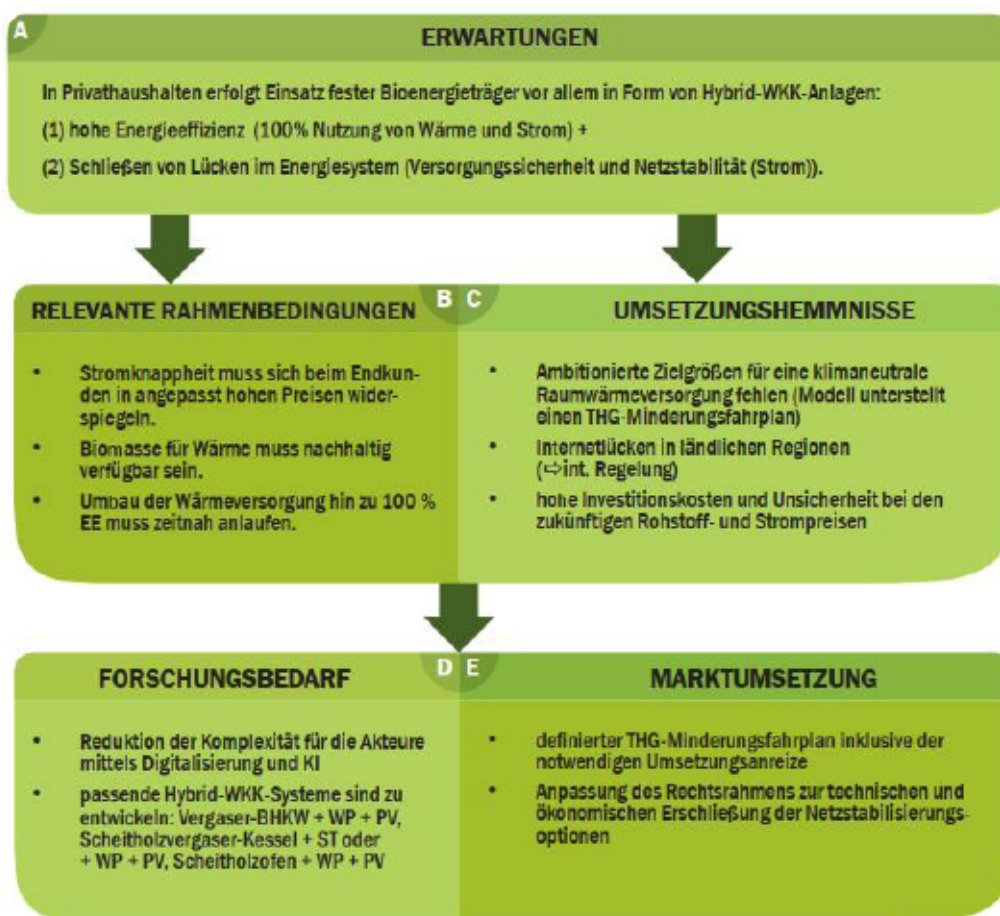 A
ERWARTUNGEN
In Privathaushalten erfolgt Einsatz fester Bioenergieträger vor allem in Form von Hybrid-WKK-Anlagen:
(1) hohe Energieeffizienz (100% Nutzung von Wärme und Strom) +
(2) Schließen von Lücken im Energiesystem (Versorgungssicherheit und Netzstabilität (Strom)).
RELEVANTE RAHMENBEDINGUNGEN
B
• Stromknappheit muss sich beim Endkun-
den in angepasst hohen Preisen wider-
spiegeln.
• Biomasse für Wärme muss nachhaltig
verfügbar sein.
• Umbau der Wärmeversorgung hin zu 100 %
EE muss zeitnah anlaufen.
C
UMSETZUNGSHEMMNISSE
• Ambitionierte Zielgrößen für eine klimaneutrale
Raumwärmeversorgung fehlen (Modell unterstellt
einen THG-Minderungsfahrplan)
• Internetlücken in ländlichen Regionen
(⇨int. Regelung)
• hohe Investitionskosten und Unsicherheit bei den
zukünftigen Rohstoff- und Strompreisen
FORSCHUNGSBEDARF
D
• Reduktion der Komplexität für die Akteure
mittels Digitalisierung und KI
• passende Hybrid-WKK-Systeme sind zu
entwickeln: Vergaser-BHKW + WP + PV,
Scheitholzvergaser-Kessel + ST oder
+ WP + PV, Scheitholzofen + WP + PV
E
MARKTUMSETZUNG
• definierter THG-Minderungsfahrplan inklusive der
notwendigen Umsetzungsanreize
• Anpassung des Rechtsrahmens zur technischen und
ökonomischen Erschließung der Netzstabilisierungs-
optionen